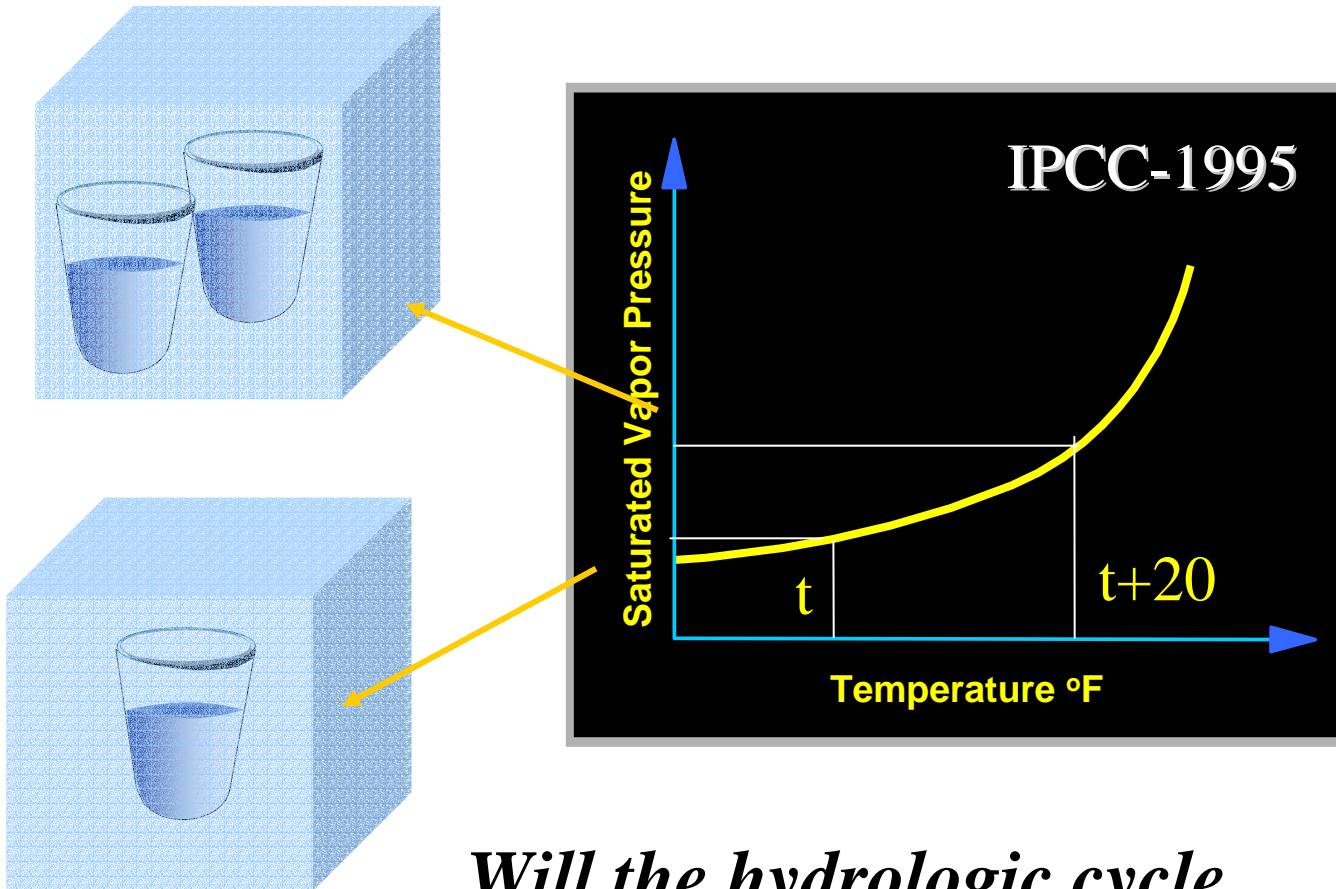 IPCC-1995
Saturated Vapor Pressure
t
t+20
Temperature °F
Will the hydrologic cycle